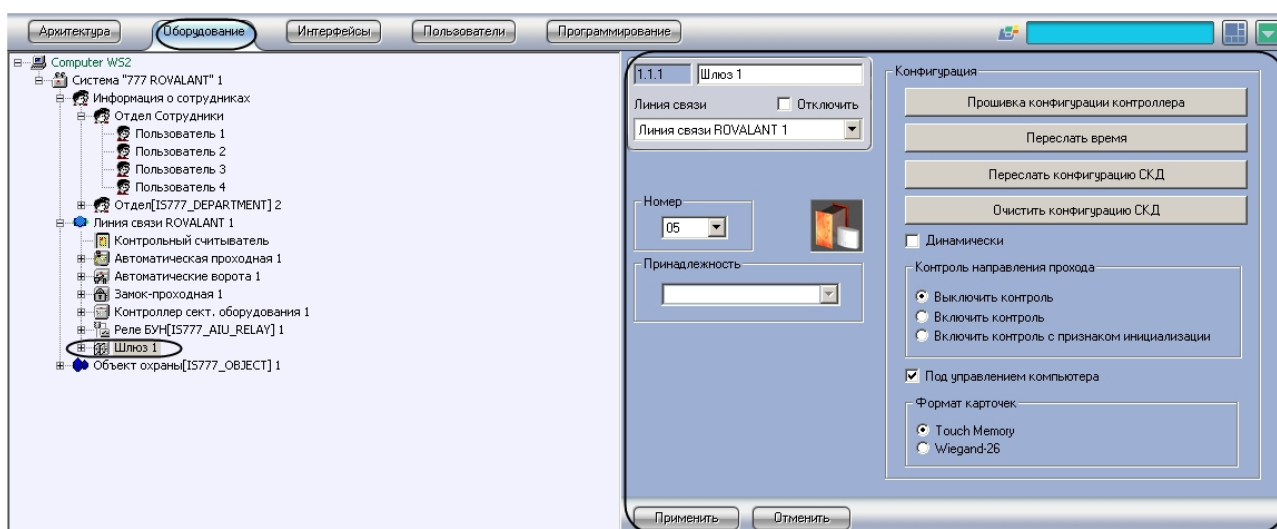 Архитектура
Оборудование
Интерфейсы
Пользователи
Программирование
Computer WS2
Система "777 ROVALANT" 1
Информация о сотрудниках
Отдел Сотрудники
Пользователь 1
Пользователь 2
Пользователь 3
Пользователь 4
Отдел[IS777_DEPARTMENT] 2
Линия связи ROVALANT 1
Контрольный считыватель
Автоматическая проходная 1
Автоматические ворота 1
Замок-проходная 1
Контроллер сект. оборудования 1
Реле БУН[IS777_AIU_RELAY] 1
Шлюз 1
Объект охраны[IS777_OBJECT] 1
1.1.1
Шлюз 1
Линия связи
Отключить
Линия связи ROVALANT 1
Номер
05
Принадлежность
Конфигурация
Прошивка конфигурации контроллера
Переслать время
Переслать конфигурацию СКД
Очистить конфигурацию СКД
Динамически
Контроль направления прохода
Выключить контроль
Включить контроль
Включить контроль с признаком инициализации
Под управлением компьютера
Формат карточек
Touch Memory
Wiegand-26
Применить
Отменить